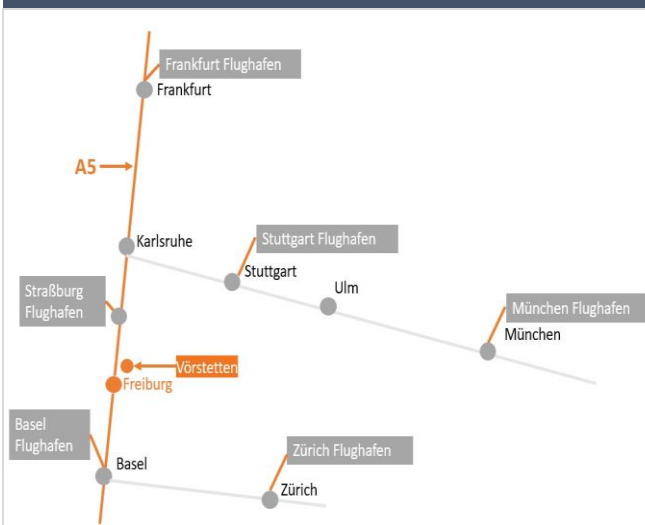 Frankfurt Flughafen
Frankfurt
A5
Karlsruhe
Stuttgart Flughafen
Stuttgart
Straßburg
Flughafen
Ulm
München Flughafen
München
Vörstetten
Freiburg
Basel
Flughafen
Basel
Zürich Flughafen
Zürich